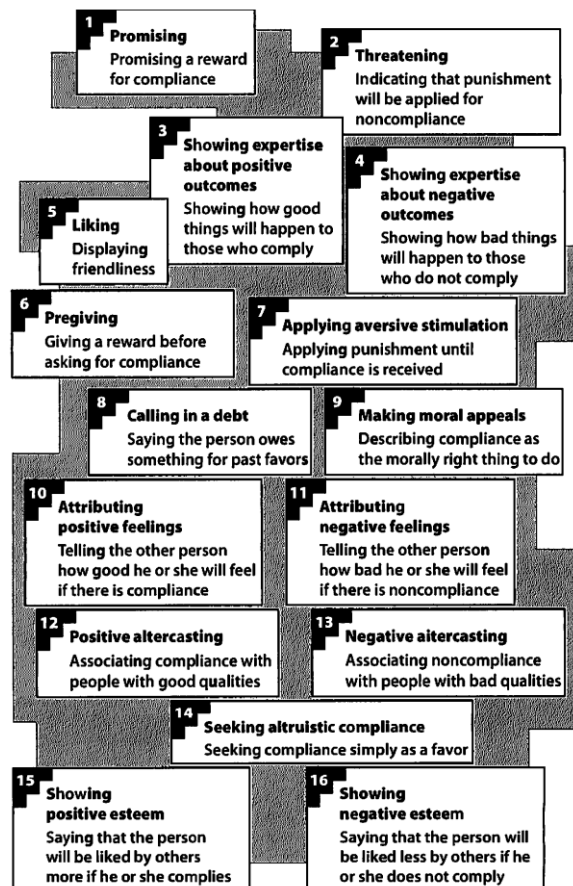 1
Promising
Promising a reward
for compliance
2
Threatening
Indicating that punishment
will be applied for
noncompliance
3
Showing expertise
about positive
outcomes
Showing how good
things will happen to
those who comply
4
Showing expertise
about negative
outcomes
Showing how bad things
will happen to those
who do not comply
5
Liking
Displaying
friendliness
6
Pregiving
Giving a reward before
asking for compliance
7
Applying aversive stimulation
Applying punishment until
compliance is received
8
Calling in a debt
Saying the person owes
something for past favors
9
Making moral appeals
Describing compliance as
the morally right thing to do
10
Attributing
positive feelings
Telling the other person
how good he or she will feel
if there is compliance
11
Attributing
negative feelings
Telling the other person
how bad he or she will feel
if there is noncompliance
12
Positive altercasting
Associating compliance with
people with good qualities
13
Negative aitercasting
Associating noncompliance
with people with bad qualities
14
Seeking altruistic compliance
Seeking compliance simply as a favor
15
Showing
positive esteem
Saying that the person
will be liked by others
more if he or she complies
16
Showing
negative esteem
Saying that the person will
be liked less by others if he
or she does not comply